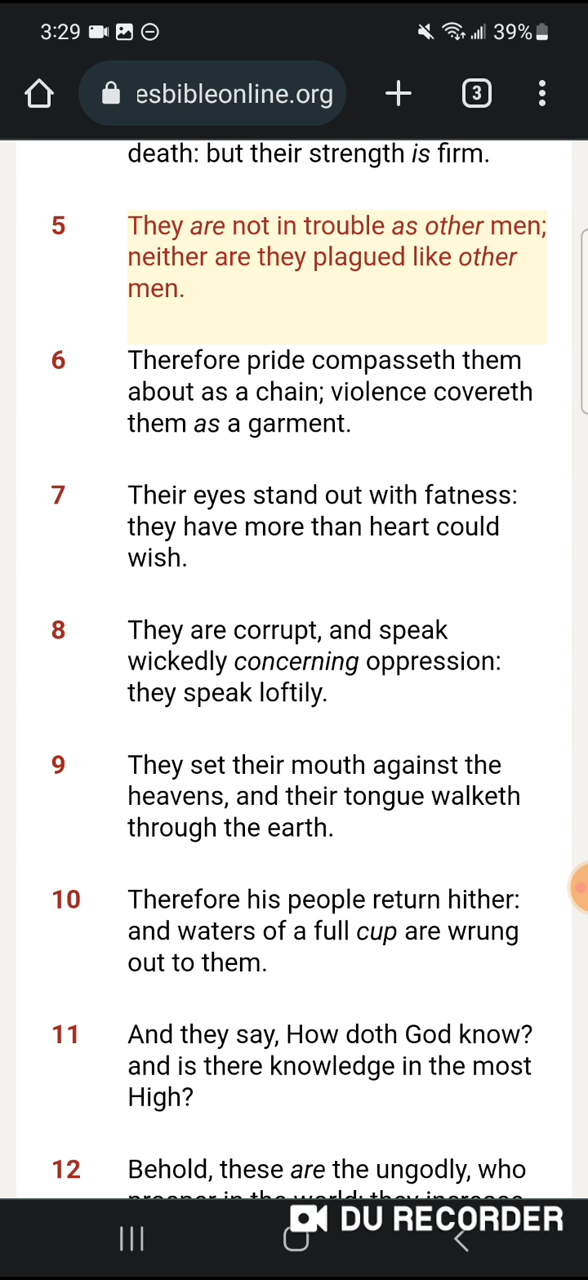 3:29
39%
esbibleonline.org
3
death: but their strength is firm.
5
They are not in trouble as other men;
neither are they plagued like other
men.
6
Therefore pride compasseth them
about as a chain; violence covereth
them as a garment.
7
Their eyes stand out with fatness:
they have more than heart could
wish.
8
They are corrupt, and speak
wickedly concerning oppression:
they speak loftily.
9
They set their mouth against the
heavens, and their tongue walketh
through the earth.
10
Therefore his people return hither:
and waters of a full cup are wrung
out to them.
11
And they say, How doth God know?
and is there knowledge in the most
High?
12
Behold, these are the ungodly, who
prosper in the world; they increase
DU RECORDER